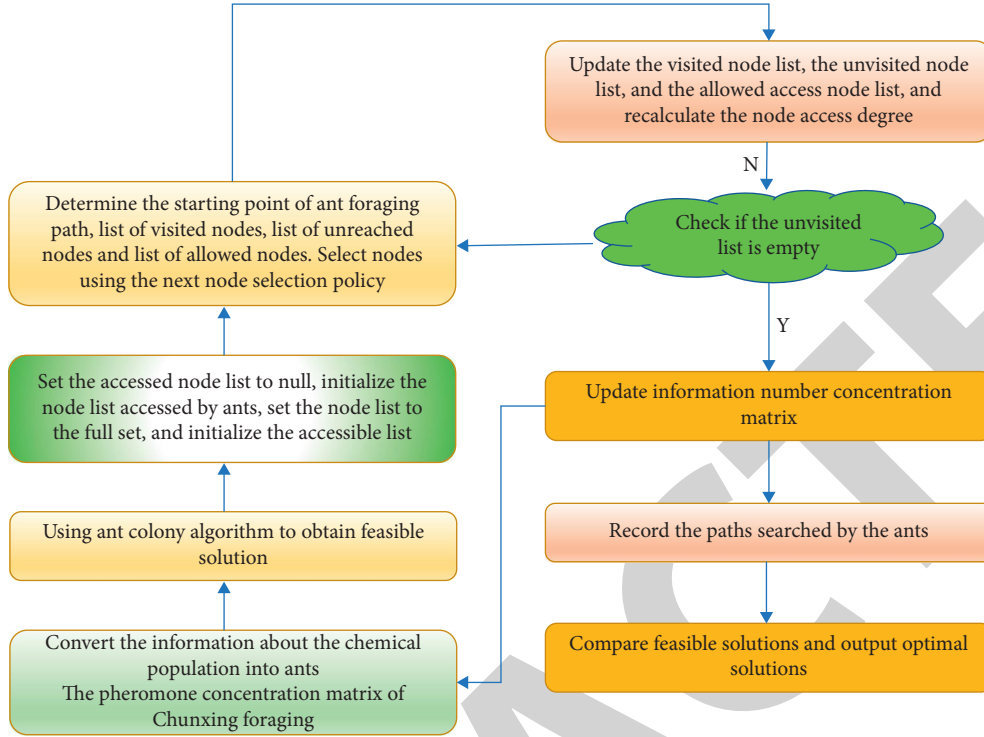 Update the visited node list, the unvisited node
list, and the allowed access node list, and
recalculate the node access degree
N
Check if the unvisited
list is empty
Y
Update information number concentration
matrix
Record the paths searched by the ants
Compare feasible solutions and output optimal
solutions
Determine the starting point of ant foraging
path, list of visited nodes, list of unreached
nodes and list of allowed nodes. Select nodes
using the next node selection policy
Set the accessed node list to null, initialize the
node list accessed by ants, set the node list to
the full set, and initialize the accessible list
Using ant colony algorithm to obtain feasible
solution
Convert the information about the chemical
population into ants
The pheromone concentration matrix of
Chunxing foraging